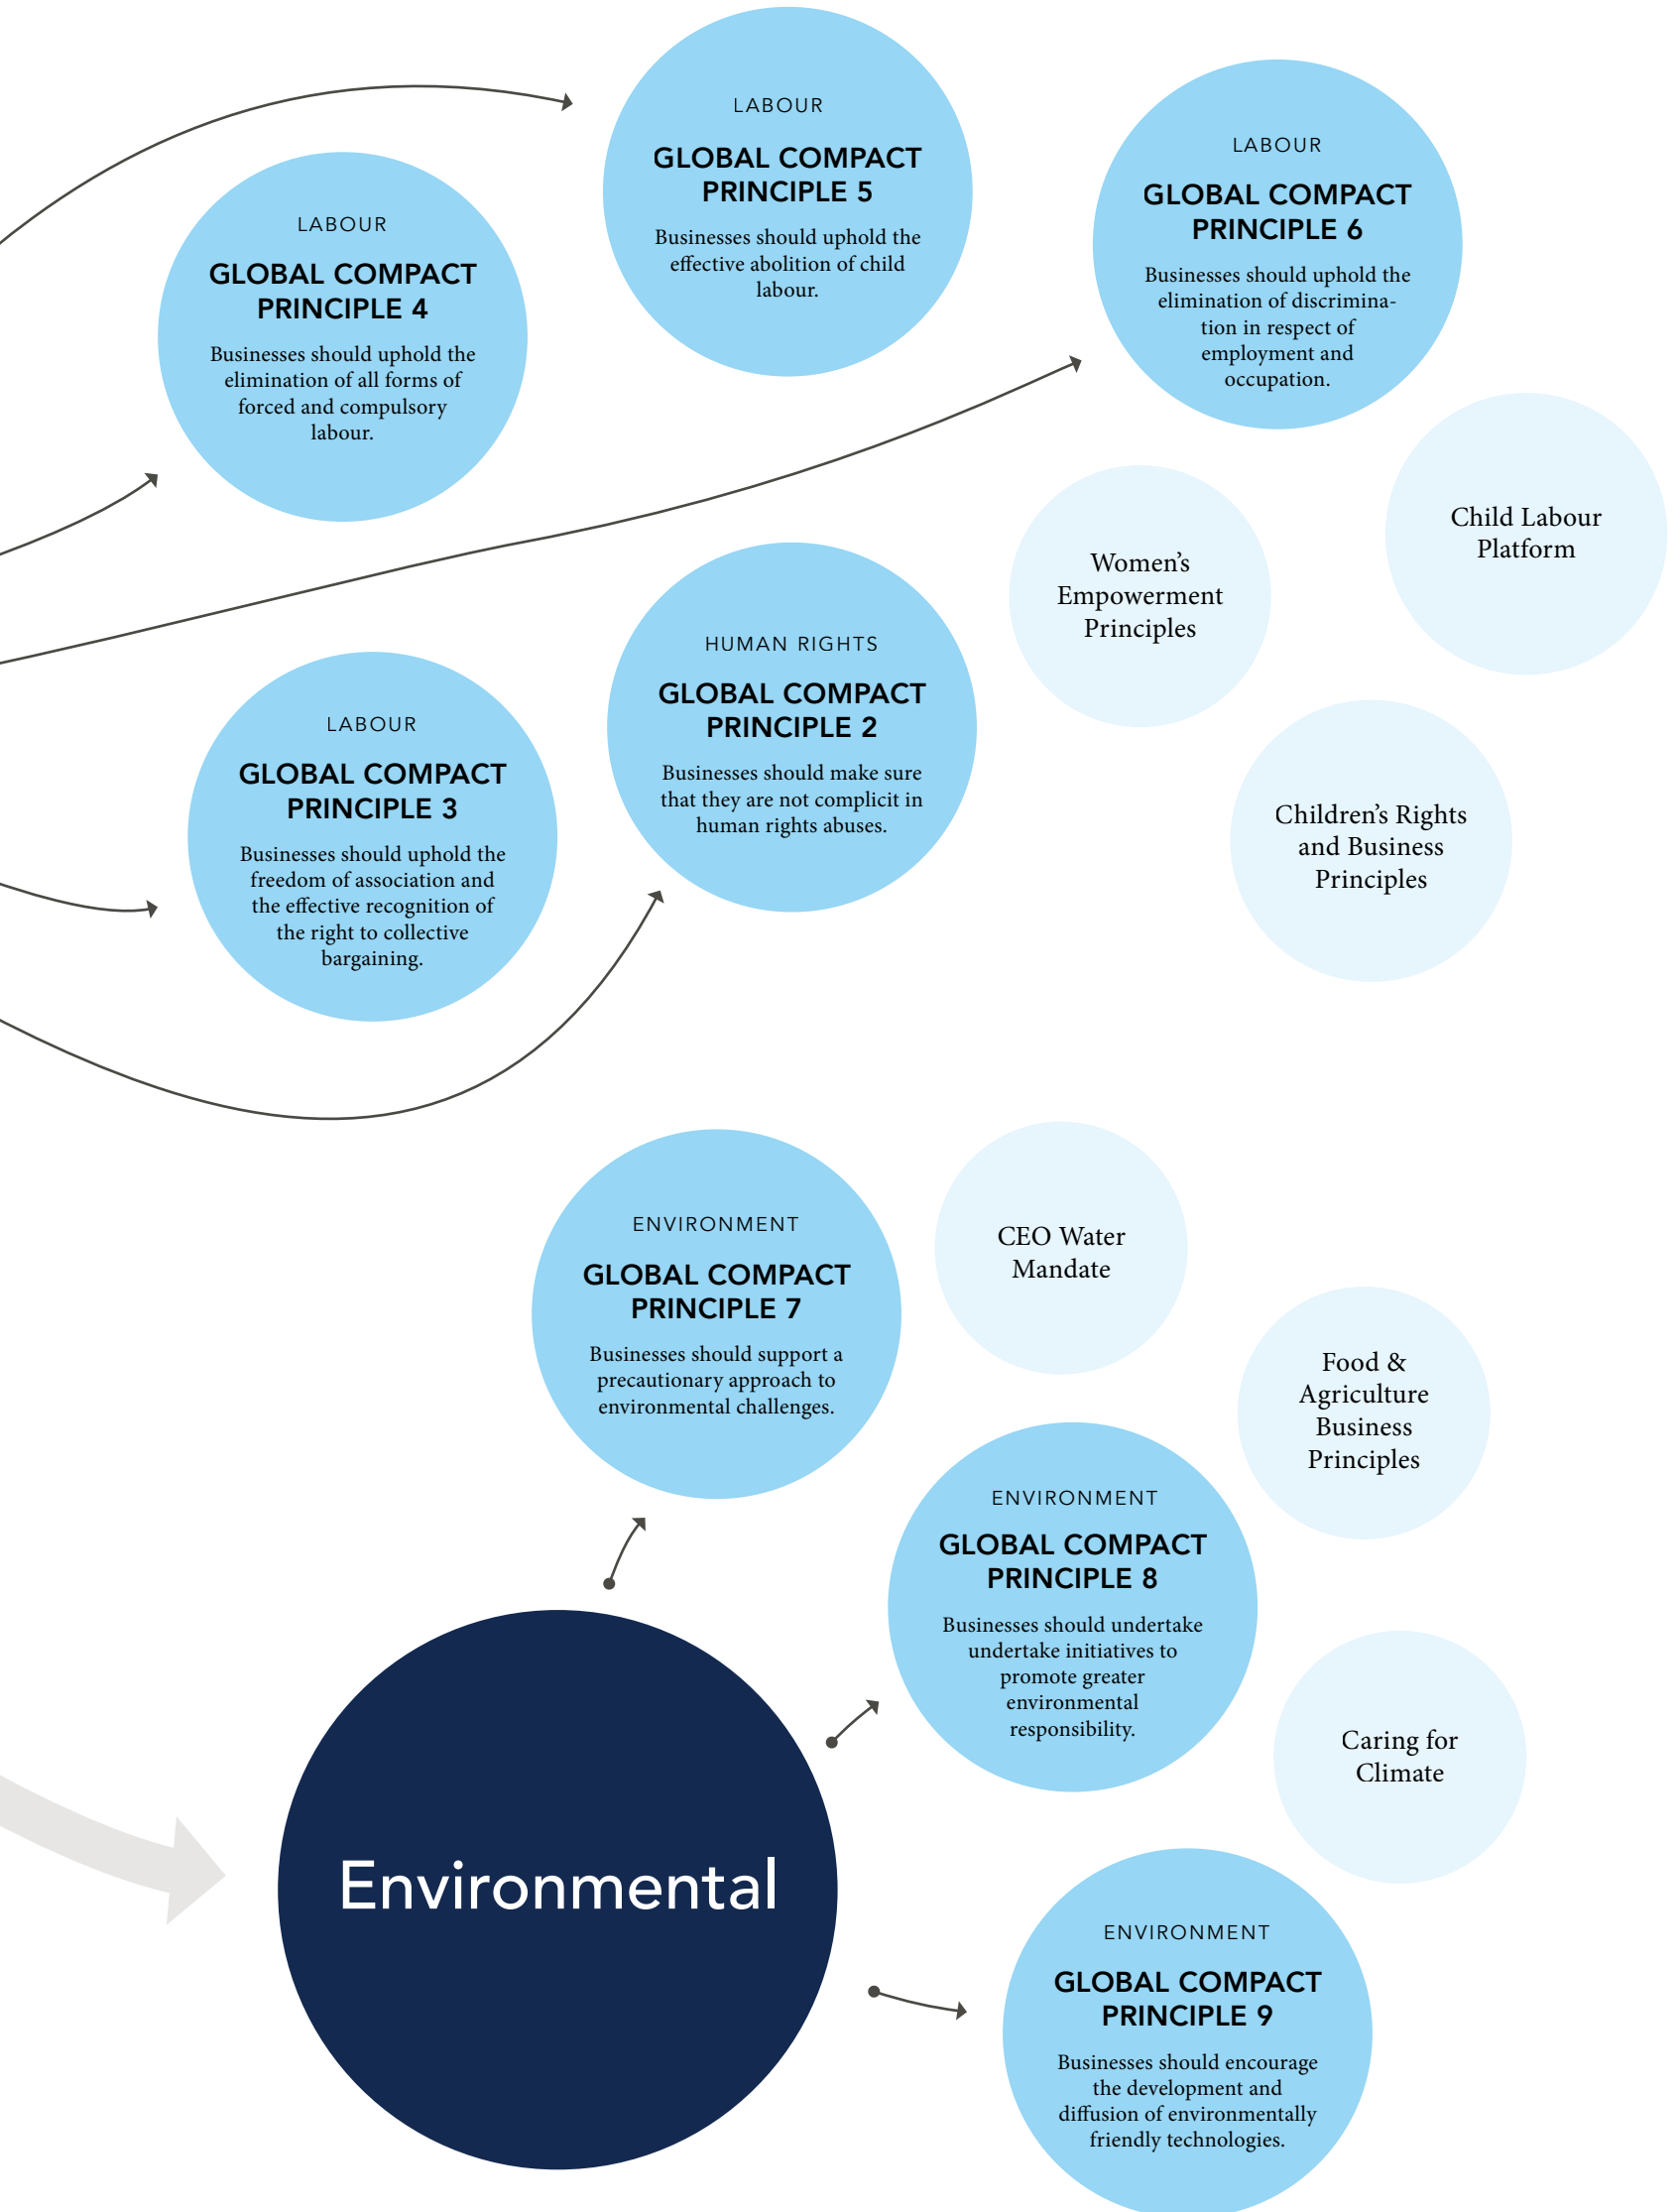 LABOUR
GLOBAL COMPACT
PRINCIPLE 5
Businesses should uphold the
effective abolition of child
labour.
LABOUR
GLOBAL COMPACT
PRINCIPLE 6
Businesses should uphold the
elimination of discrimina-
tion in respect of
employment and
occupation.
LABOUR
GLOBAL COMPACT
PRINCIPLE 4
Businesses should uphold the
elimination of all forms of
forced and compulsory
labour.
Child Labour
Platform
Women’s
Empowerment
Principles
HUMAN RIGHTS
GLOBAL COMPACT
PRINCIPLE 2
Businesses should make sure
that they are not complicit in
human rights abuses.
LABOUR
GLOBAL COMPACT
PRINCIPLE 3
Businesses should uphold the
freedom of association and
the effective recognition of
the right to collective
bargaining.
Children’s Rights
and Business
Principles
ENVIRONMENT
GLOBAL COMPACT
PRINCIPLE 7
Businesses should support a
precautionary approach to
environmental challenges.
CEO Water
Mandate
Food &
Agriculture
Business
Principles
ENVIRONMENT
GLOBAL COMPACT
PRINCIPLE 8
Businesses should undertake
undertake initiatives to
promote greater
environmental
responsibility.
Caring for
Climate
Environmental
ENVIRONMENT
GLOBAL COMPACT
PRINCIPLE 9
Businesses should encourage
the development and
diffusion of environmentally
friendly technologies.